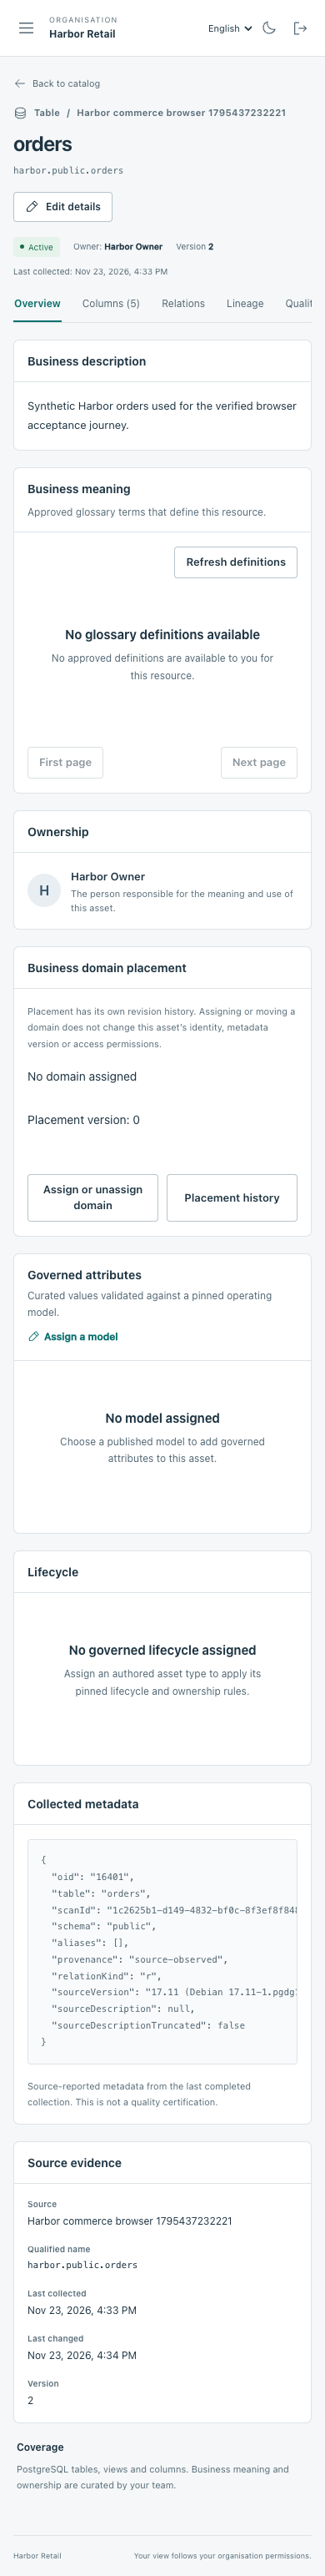 ORGANISATION
Harbor Retail
English
Back to catalog
Table / Harbor commerce browser 1795437232221
orders
harbor.public.orders
Edit details
Active Owner: Harbor Owner Version 2
Last collected: Nov 23, 2026, 4:33 PM
Overview Columns (5) Relations Lineage Qualit
Business description
Synthetic Harbor orders used for the verified browser
acceptance journey.
Business meaning
Approved glossary terms that define this resource.
Refresh definitions
No glossary definitions available
No approved definitions are available to you for
this resource.
First page Next page
Ownership
H
Harbor Owner
The person responsible for the meaning and use of
this asset.
Business domain placement
Placement has its own revision history. Assigning or moving a
domain does not change this asset's identity, metadata
version or access permissions.
No domain assigned
Placement version: 0
Assign or unassign
domain
Placement history
Governed attributes
Curated values validated against a pinned operating
model.
Assign a model
No model assigned
Choose a published model to add governed
attributes to this asset.
Lifecycle
No governed lifecycle assigned
Assign an authored asset type to apply its
pinned lifecycle and ownership rules.
Collected metadata
{
"oid": "16401",
"table": "orders",
"scanId": "1c2625b1-d149-4832-bf0c-8f3ef8f848
"schema": "public",
"aliases": [],
"provenance": "source-observed",
"relationKind": "r",
"sourceVersion": "17.11 (Debian 17.11-1.pgdg1
"sourceDescription": null,
"sourceDescriptionTruncated": false
}
Source-reported metadata from the last completed
collection. This is not a quality certification.
Source evidence
Source
Harbor commerce browser 1795437232221
Qualified name
harbor.public.orders
Last collected
Nov 23, 2026, 4:33 PM
Last changed
Nov 23, 2026, 4:34 PM
Version
2
Coverage
PostgreSQL tables, views and columns. Business meaning and
ownership are curated by your team.
Harbor Retail Your view follows your organisation permissions.